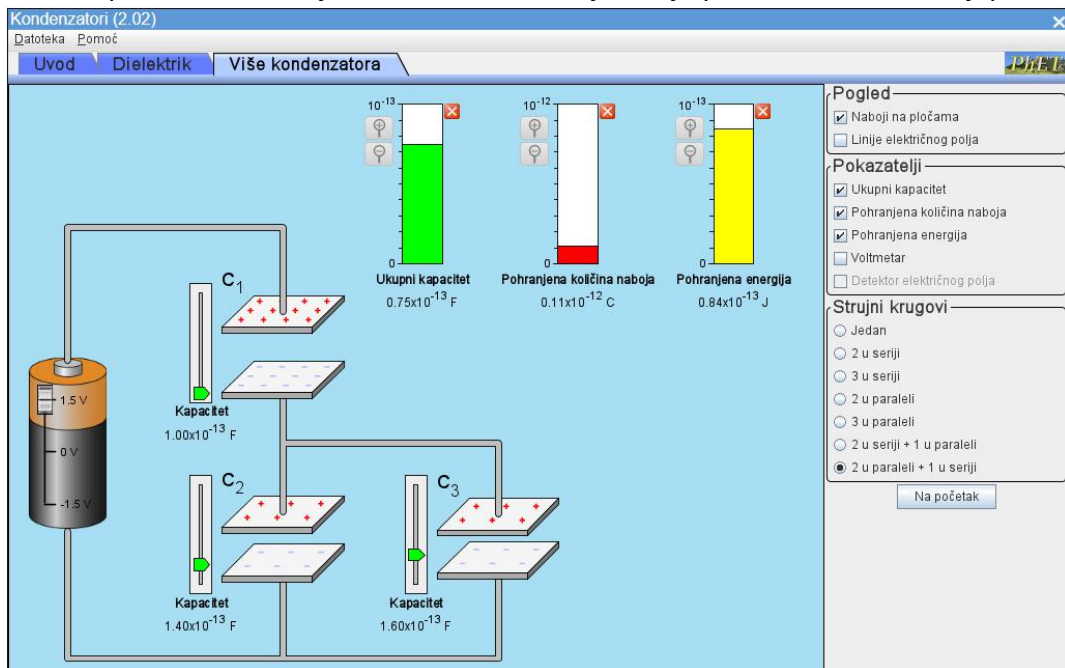 Kondenzatori (2.02)
Datoteka Pomoć
Uvod Dielektrik Više kondenzatora
PhET
10-13
0
Ukupni kapacitet
0.75x10-13 F
10-12
0
Pohranjena količina naboja
0.11x10-12 C
10-13
0
Pohranjena energija
0.84x10-13 J
C1
Kapacitet
1.00x10-13 F
1.5 V
0 V
-1.5 V
C2
Kapacitet
1.40x10-13 F
C3
Kapacitet
1.60x10-13 F
Pogled
Naboji na pločama
Linije električnog polja
Pokazatelji
Ukupni kapacitet
Pohranjena količina naboja
Pohranjena energija
Voltmetar
Detektor električnog polja
Strujni krugovi
Jedan
2 u seriji
3 u seriji
2 u paraleli
3 u paraleli
2 u seriji + 1 u paraleli
2 u paraleli + 1 u seriji
Na početak